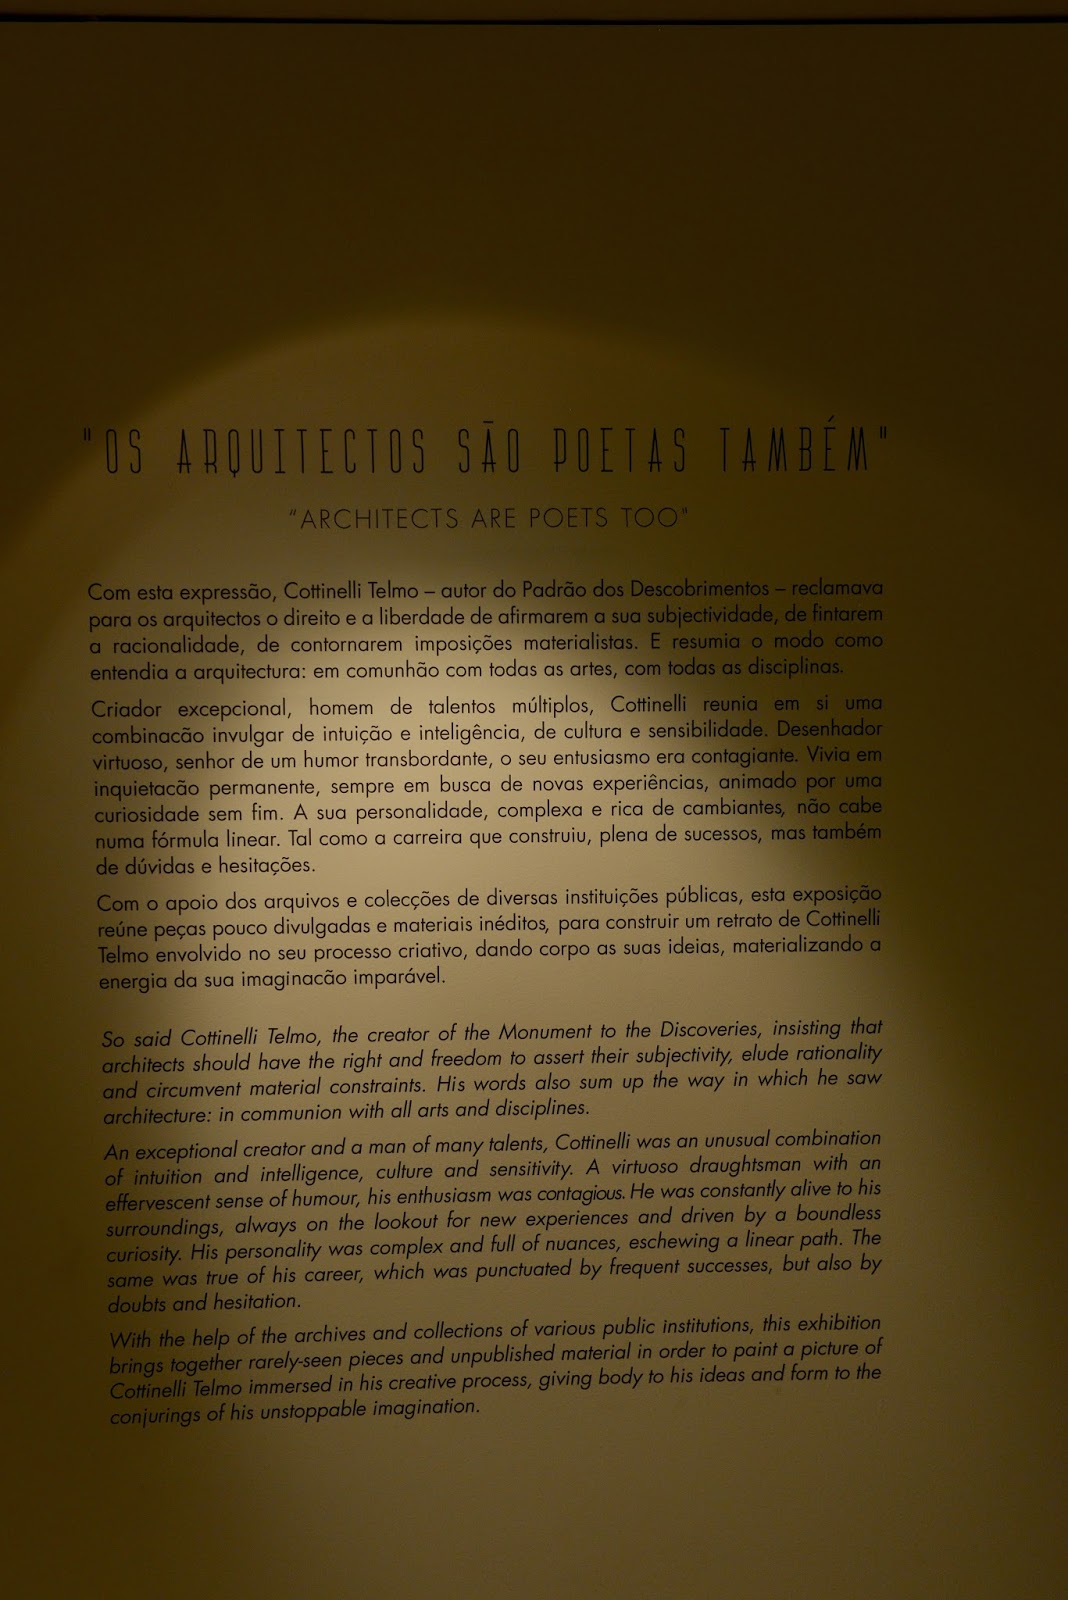 "OS ARQUITECTOS SÃO POETAS TAMBÉM"
“ARCHITECTS ARE POETS TOO"
Com esta expressão, Cottinelli Telmo – autor do Padrão dos Descobrimentos – reclamava
para os arquitectos o direito e a liberdade de afirmarem a sua subjectividade, de fintarem
a racionalidade, de contornarem imposições materialistas. E resumia o modo como
entendia a arquitectura: em comunhão com todas as artes, com todas as disciplinas.
Criador excepcional, homem de talentos múltiplos, Cottinelli reunia em si uma
combinacão invulgar de intuição e inteligência, de cultura e sensibilidade. Desenhador
virtuoso, senhor de um humor transbordante, o seu entusiasmo era contagiante. Vivia em
inquietacão permanente, sempre em busca de novas experiências, animado por uma
curiosidade sem fim. A sua personalidade, complexa e rica de cambiantes, não cabe
numa fórmula linear. Tal como a carreira que construiu, plena de sucessos, mas também
de dúvidas e hesitações.
Com o apoio dos arquivos e colecções de diversas instituições públicas, esta exposição
reúne peças pouco divulgadas e materiais inéditos, para construir um retrato de Cottinelli
Telmo envolvido no seu processo criativo, dando corpo as suas ideias, materializando a
energia da sua imaginacão imparável.
So said Cottinelli Telmo, the creator of the Monument to the Discoveries, insisting that
architects should have the right and freedom to assert their subjectivity, elude rationality
and circumvent material constraints. His words also sum up the way in which he saw
architecture: in communion with all arts and disciplines.
An exceptional creator and a man of many talents, Cottinelli was an unusual combination
of intuition and intelligence, culture and sensitivity. A virtuoso draughtsman with an
effervescent sense of humour, his enthusiasm was contagious. He was constantly alive to his
surroundings, always on the lookout for new experiences and driven by a boundless
curiosity. His personality was complex and full of nuances, eschewing a linear path. The
same was true of his career, which was punctuated by frequent successes, but also by
doubts and hesitation.
With the help of the archives and collections of various public institutions, this exhibition
brings together rarely-seen pieces and unpublished material in order to paint a picture of
Cottinelli Telmo immersed in his creative process, giving body to his ideas and form to the
conjurings of his unstoppable imagination.